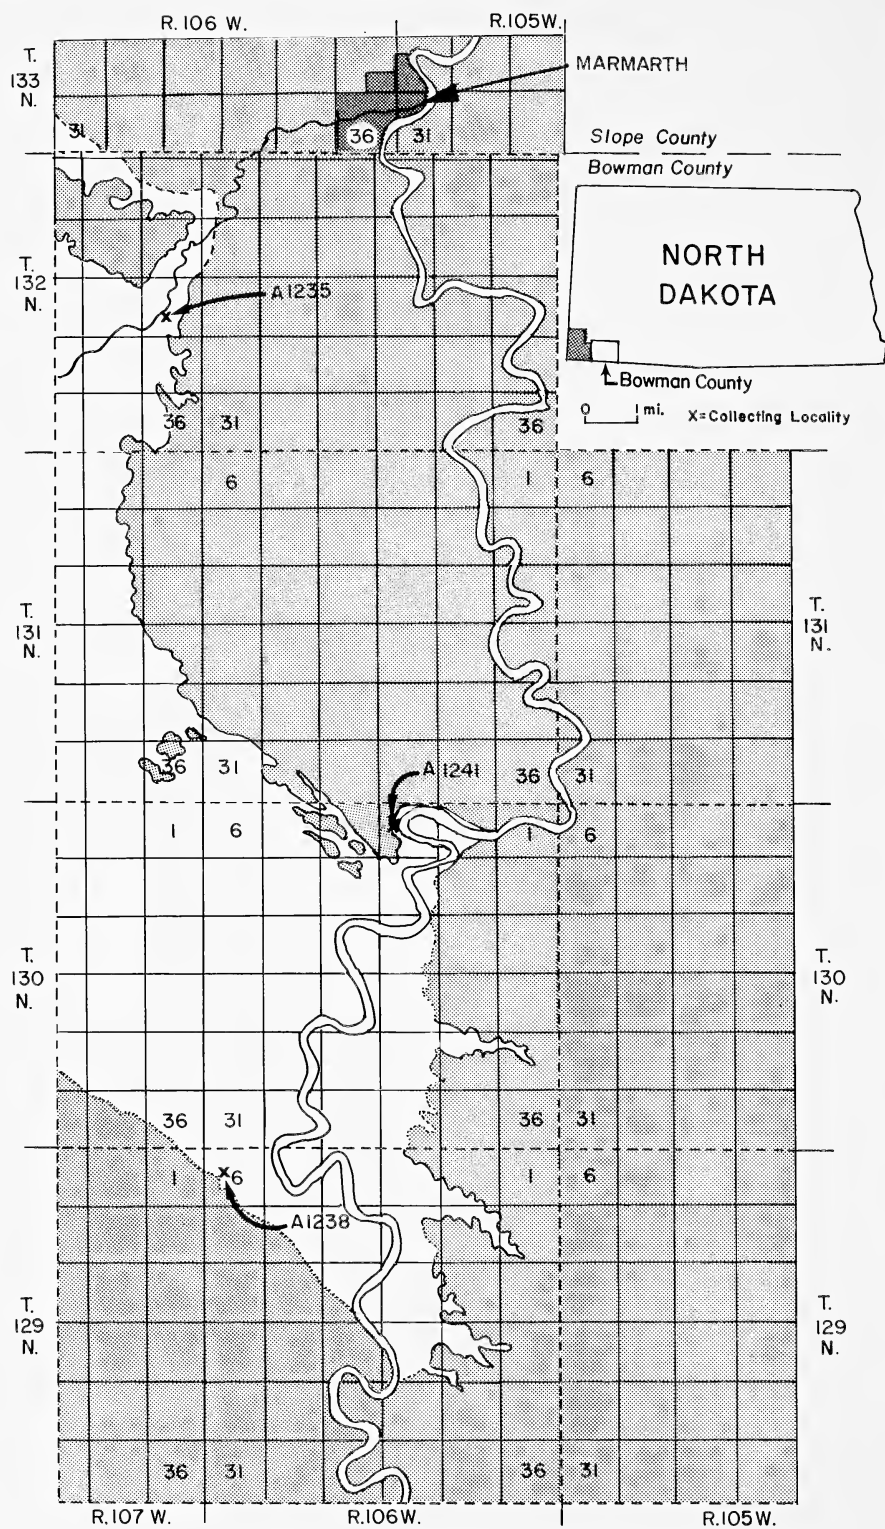 R. 106 W.
R.105W.
T.
133
N.
MARMARTH
31
36
31
Slope County
Bowman County
NORTH
DAKOTA
T.
132
N.
A1235
Bowman County
0 1 mi.
X=Collecting Locality
36
31
36
6
1
6
T.
131
N.
T.
131
N.
36
31
A 1241
36
31
1
6
1
6
T.
130
N.
T.
130
N.
36
31
36
31
1
6
1
6
A1238
T.
129
N.
T.
129
N.
36
31
36
31
R.107 W.
R.106W.
R.105W.